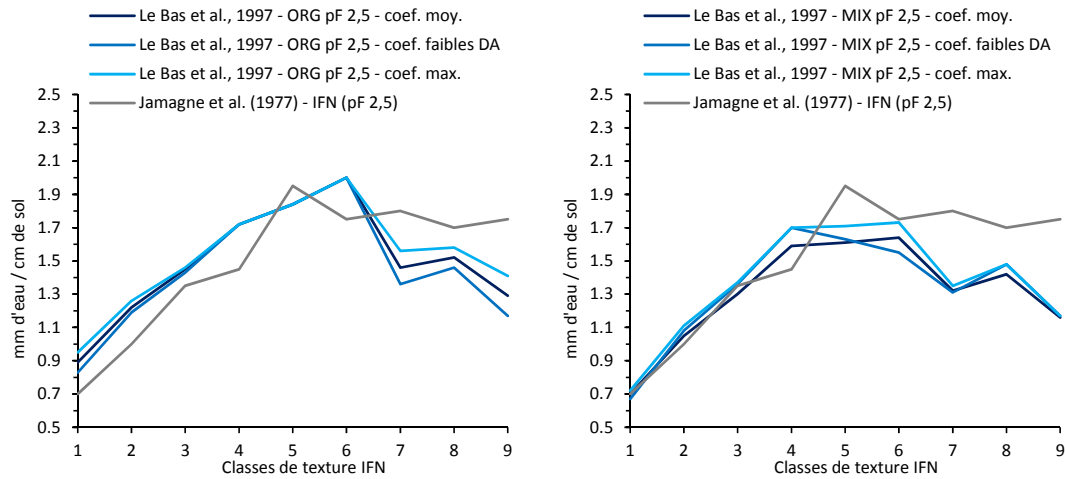 Le Bas et al., 1997 - ORG pF 2,5 - coef. moy.
Le Bas et al., 1997 - ORG pF 2,5 - coef. faibles DA
Le Bas et al., 1997 - ORG pF 2,5 - coef. max.
Jamagne et al. (1977) - IFN (pF 2,5)
mm d'eau / cm de sol
2.5
2.3
2.1
1.9
1.7
1.5
1.3
1.1
0.9
0.7
0.5
1 2 3 4 5 6 7 8 9
Classes de texture IFN
Le Bas et al., 1997 - MIX pF 2,5 - coef. moy.
Le Bas et al., 1997 - MIX pF 2,5 - coef. faibles DA
Le Bas et al., 1997 - MIX pF 2,5 - coef. max.
Jamagne et al. (1977) - IFN (pF 2,5)
mm d'eau / cm de sol
2.5
2.3
2.1
1.9
1.7
1.5
1.3
1.1
0.9
0.7
0.5
1 2 3 4 5 6 7 8 9
Classes de texture IFN